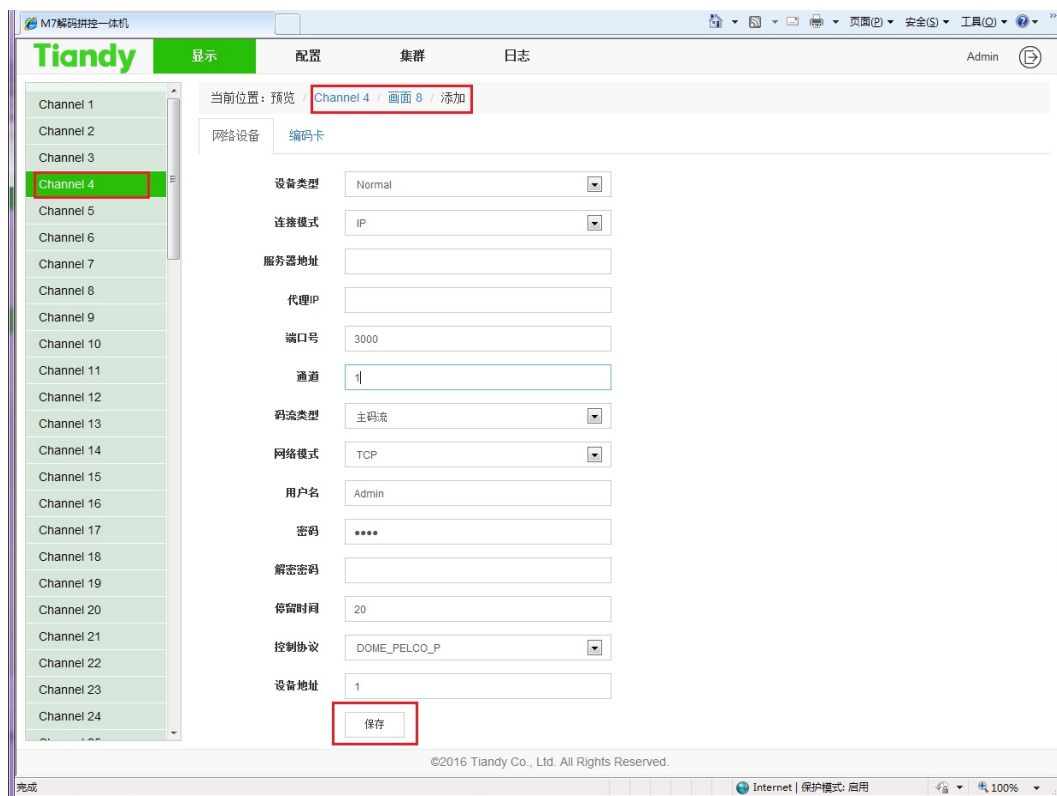 M7解码拼控一体机
页面(P) 安全(S) 工具(O)
Tiandy 显示 配置 集群 日志 Admin
Channel 1
Channel 2
Channel 3
Channel 4
Channel 5
Channel 6
Channel 7
Channel 8
Channel 9
Channel 10
Channel 11
Channel 12
Channel 13
Channel 14
Channel 15
Channel 16
Channel 17
Channel 18
Channel 19
Channel 20
Channel 21
Channel 22
Channel 23
Channel 24
当前位置：预览 / Channel 4 / 画面 8 / 添加
网络设备 编码卡
设备类型 Normal
连接模式 IP
服务器地址
代理IP
端口号 3000
通道 1
码流类型 主码流
网络模式 TCP
用户名 Admin
密码 ●●●●
解密密码
停留时间 20
控制协议 DOME_PELCO_P
设备地址 1
保存
©2016 Tiandy Co., Ltd. All Rights Reserved.
完成 Internet | 保护模式: 启用 100%